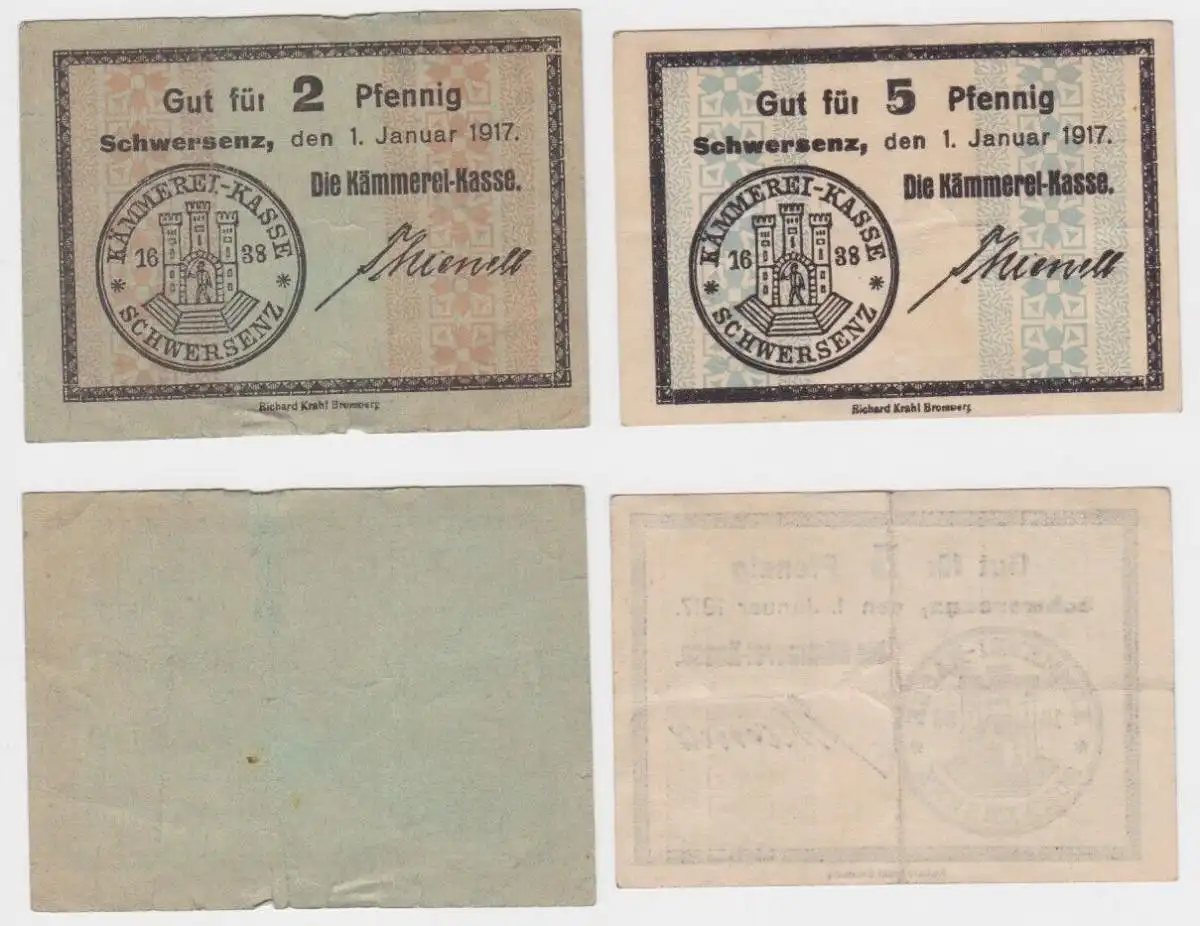 Gut für 2 Pfennig
Schwersenz, den 1. Januar 1917.
Die Kämmerei-Kasse.
KÄMMEREI-KASSE
16 38
* SCHWERSENZ *
Thienell
Richard Krahl Bromberg
Gut für 5 Pfennig
Schwersenz, den 1. Januar 1917.
Die Kämmerei-Kasse.
KÄMMEREI-KASSE
16 38
* SCHWERSENZ *
Thienell
Richard Krahl Bromberg